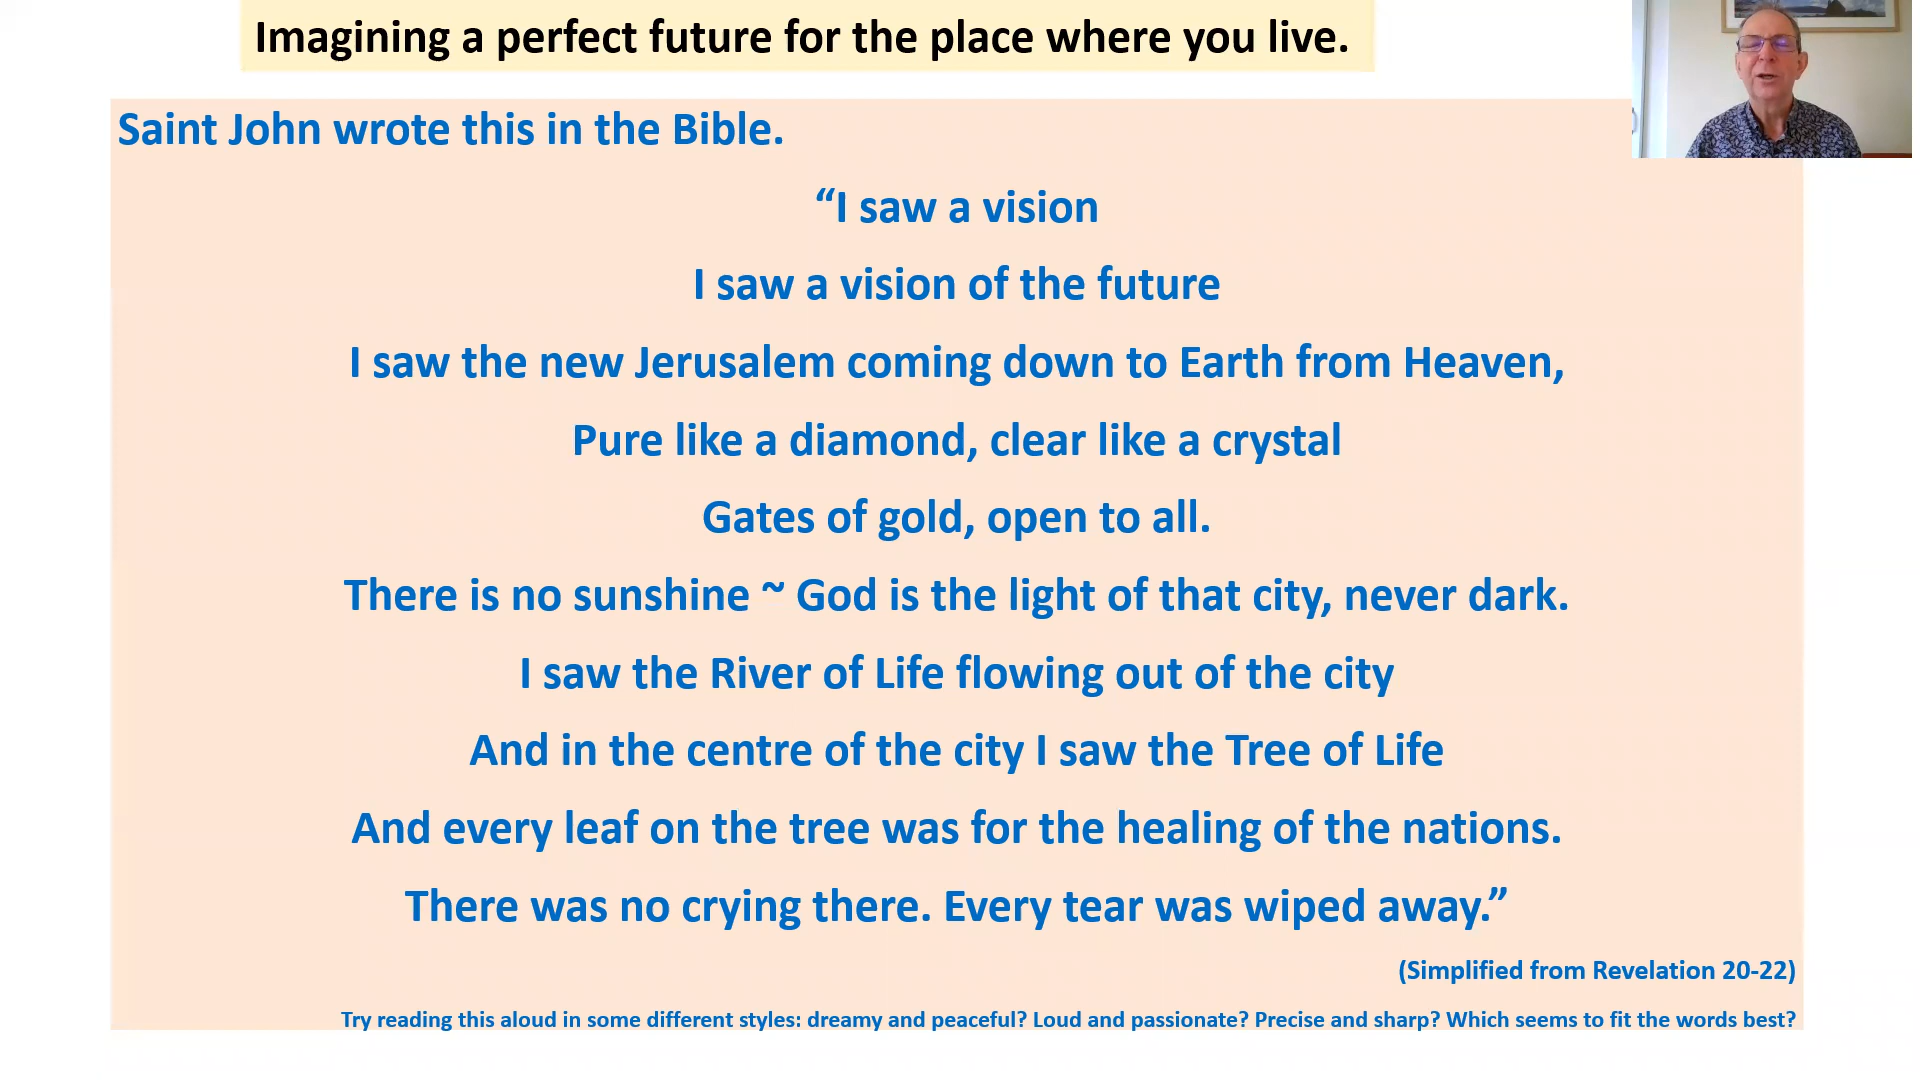 Imagining a perfect future for the place where you live.
Saint John wrote this in the Bible.
“I saw a vision
I saw a vision of the future
I saw the new Jerusalem coming down to Earth from Heaven,
Pure like a diamond, clear like a crystal
Gates of gold, open to all.
There is no sunshine ~ God is the light of that city, never dark.
I saw the River of Life flowing out of the city
And in the centre of the city I saw the Tree of Life
And every leaf on the tree was for the healing of the nations.
There was no crying there. Every tear was wiped away.”
(Simplified from Revelation 20-22)
Try reading this aloud in some different styles: dreamy and peaceful? Loud and passionate? Precise and sharp? Which seems to fit the words best?